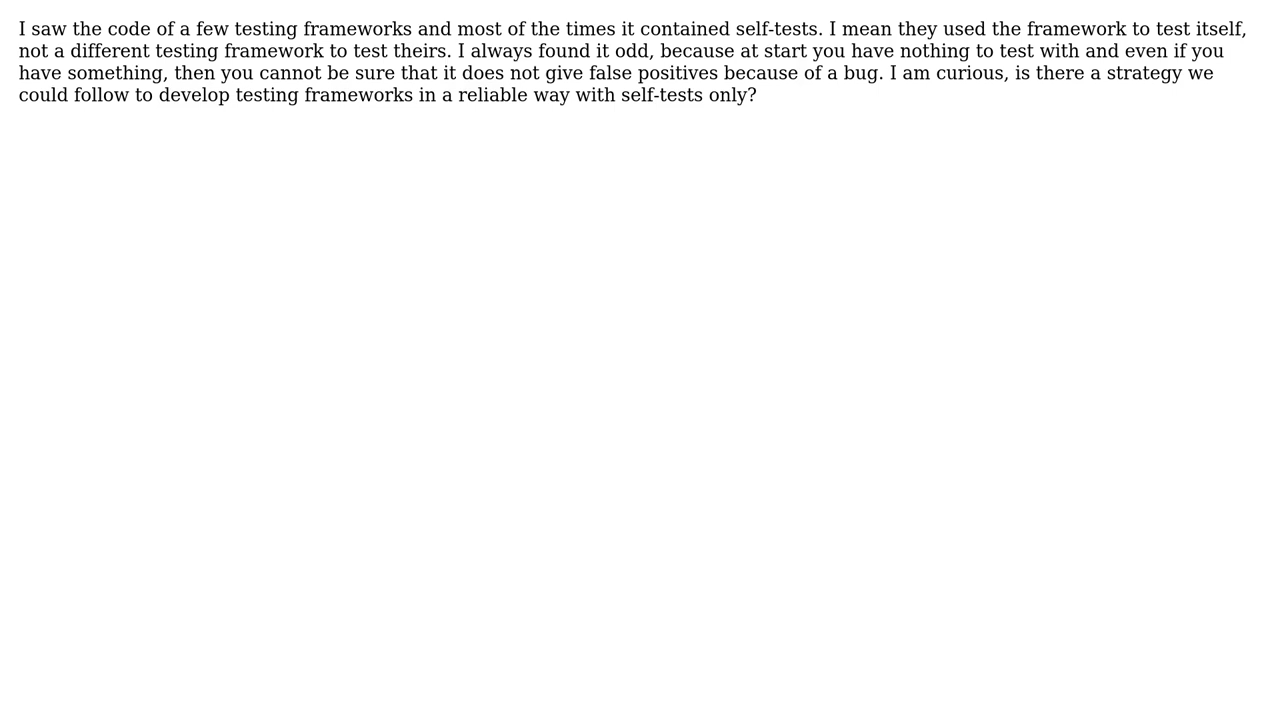 I saw the code of a few testing frameworks and most of the times it contained self-tests. I mean they used the framework to test itself,
not a different testing framework to test theirs. I always found it odd, because at start you have nothing to test with and even if you
have something, then you cannot be sure that it does not give false positives because of a bug. I am curious, is there a strategy we
could follow to develop testing frameworks in a reliable way with self-tests only?